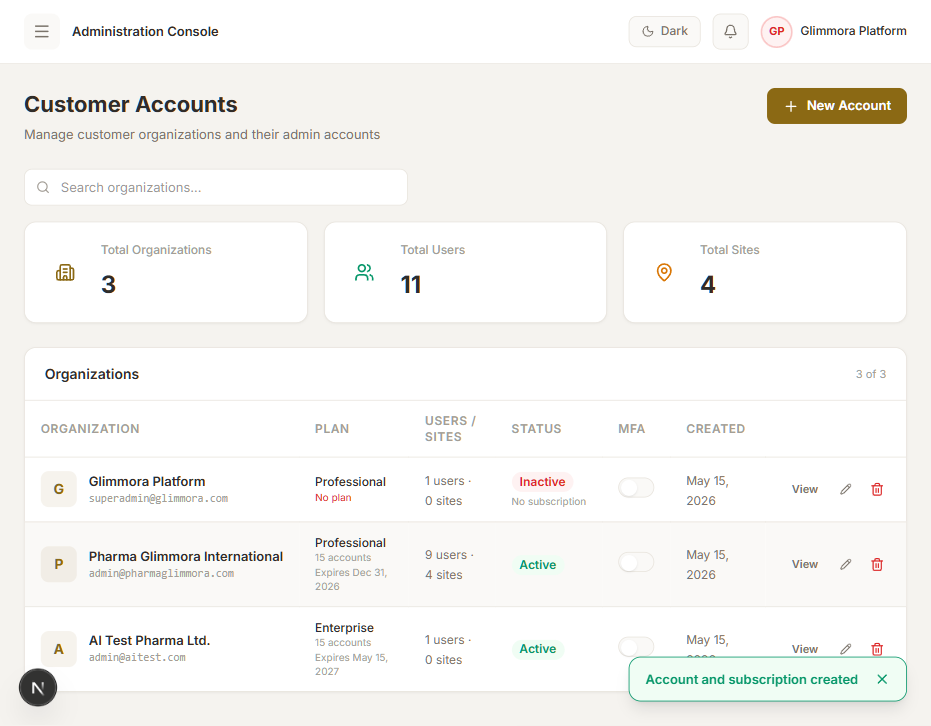 Administration Console
Dark
GP
Glimmora Platform
Customer Accounts
Manage customer organizations and their admin accounts
+ New Account
Search organizations...
Total Organizations
3
Total Users
11
Total Sites
4
Organizations
3 of 3
ORGANIZATION
PLAN
USERS /
SITES
STATUS
MFA
CREATED
G
Glimmora Platform
superadmin@glimmora.com
Professional
No plan
1 users ·
0 sites
Inactive
No subscription
May 15,
2026
View
P
Pharma Glimmora International
admin@pharmaglimmora.com
Professional
15 accounts
Expires Dec 31,
2026
9 users ·
4 sites
Active
May 15,
2026
View
A
AI Test Pharma Ltd.
admin@aitest.com
Enterprise
15 accounts
Expires May 15,
2027
1 users ·
0 sites
Active
May 15,
View
N
Account and subscription created